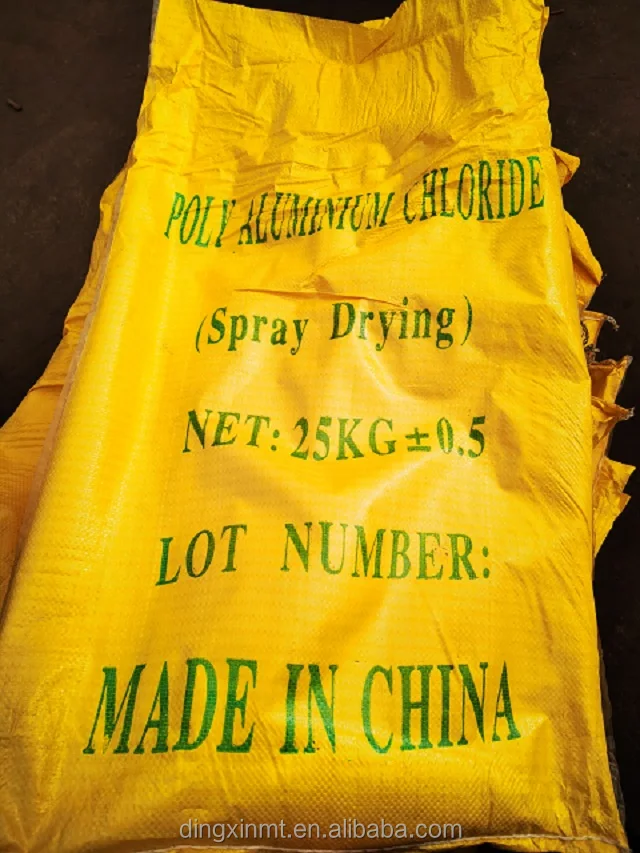 POLY ALUMINIUM CHLORIDE
(Spray Drying)
NET: 25KG±0.5
LOT NUMBER:
MADE IN CHINA
dingxinmt.en.alibaba.com